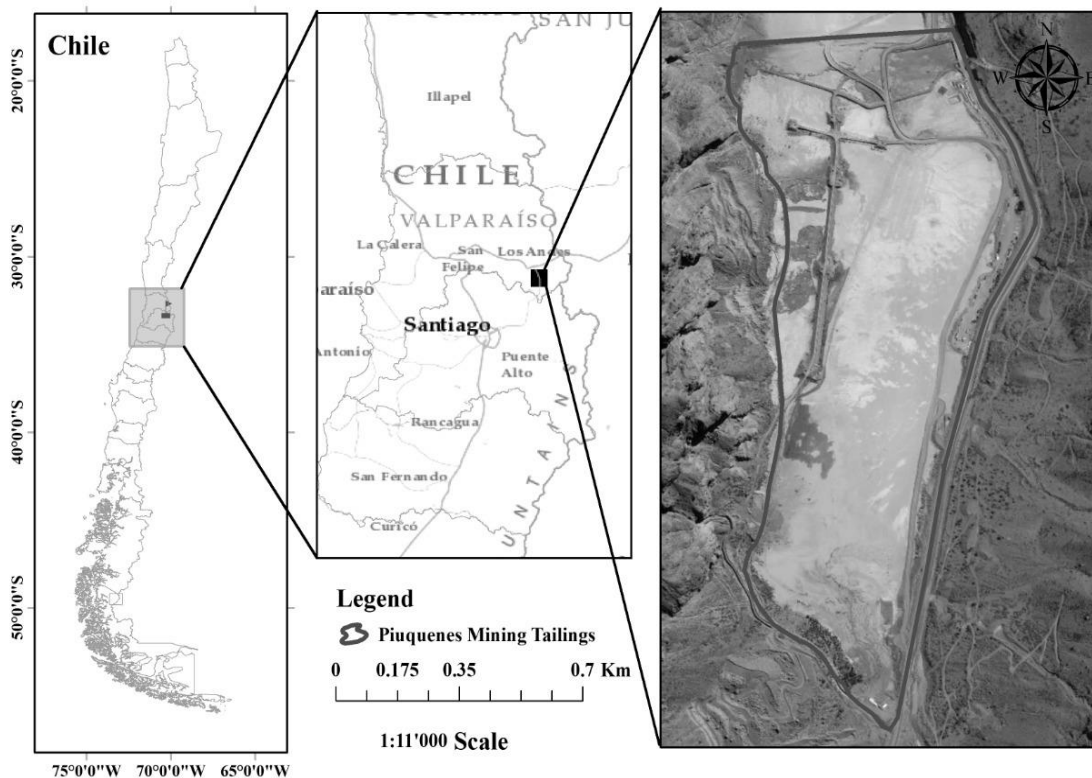 Chile
20°0'0"S
30°0'0"S
40°0'0"S
50°0'0"S
75°0'0"W 70°0'0"W 65°0'0"W
SAN JU
Illapel
CHILE
VALPARAÍSO
La Calera
San
Felipe
Los Andes
paraíso
Santiago
Antonio
Puente
Alto
Rancagua
San Fernando
Curicó
U N T A I N S
Legend
Piuquenes Mining Tailings
0 0.175 0.35 0.7 Km
1:11'000 Scale
N
W
E
S